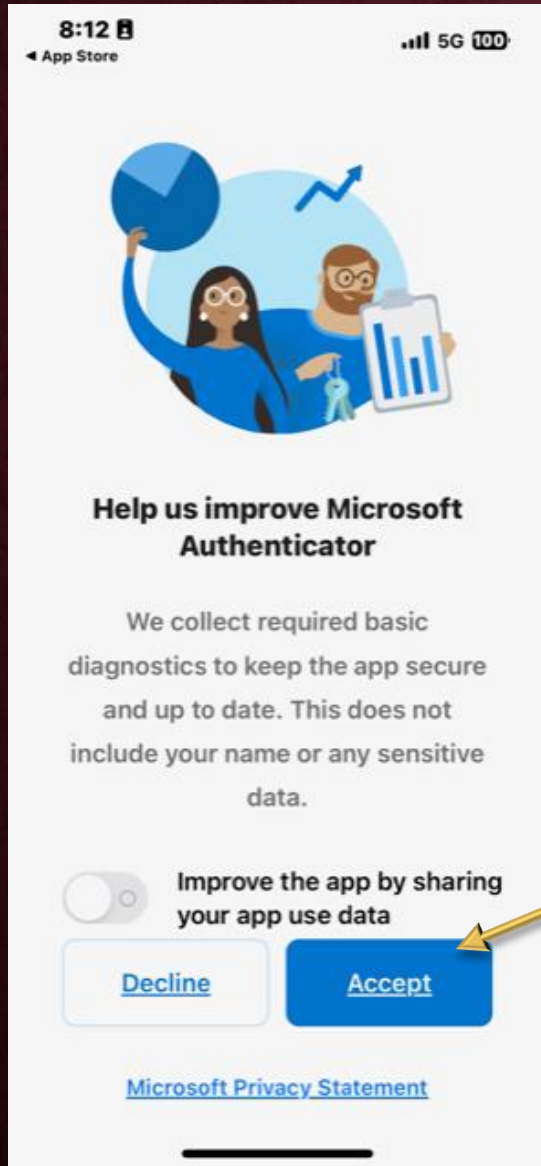 8:12
App Store
5G 100
Help us improve Microsoft
Authenticator
We collect required basic
diagnostics to keep the app secure
and up to date. This does not
include your name or any sensitive
data.
Improve the app by sharing
your app use data
Decline
Accept
Microsoft Privacy Statement